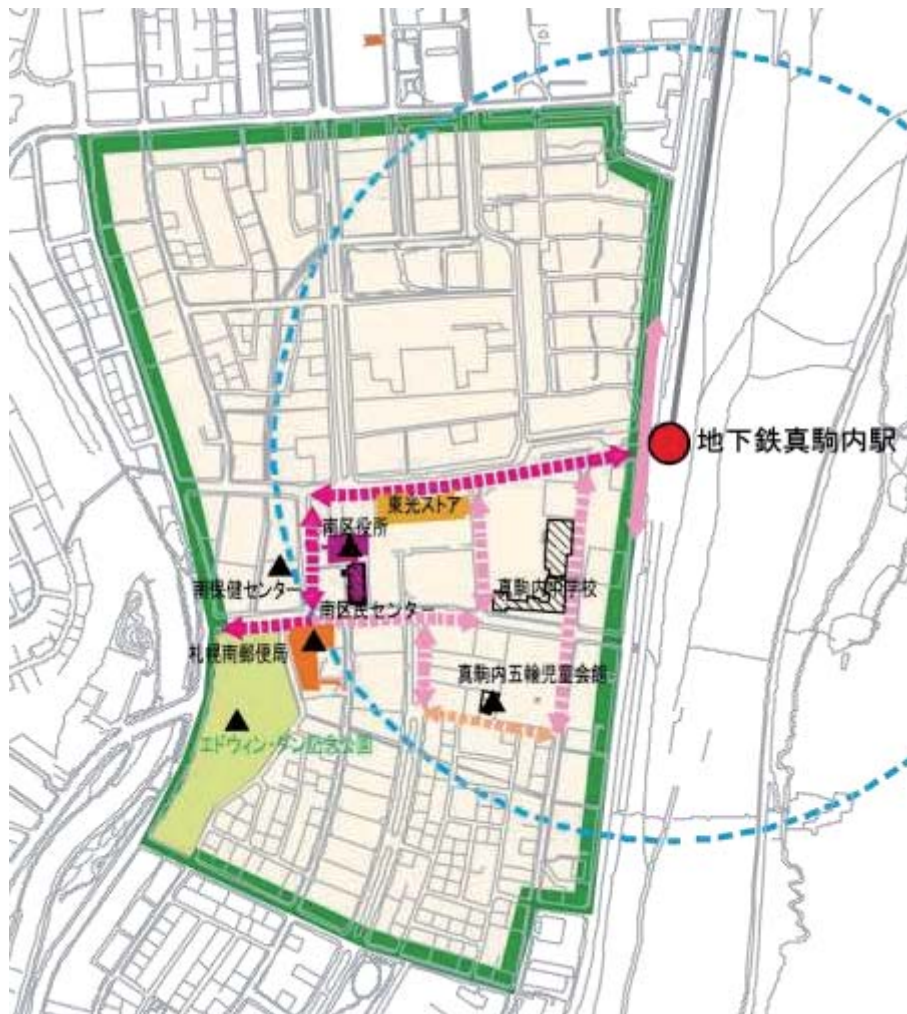 地下鉄真駒内駅
東光ストア
南区役所
南保健センター
真駒内中学校
南区民センター
札幌南郵便局
真駒内五輪児童会館
エドウィン・ダン記念公園